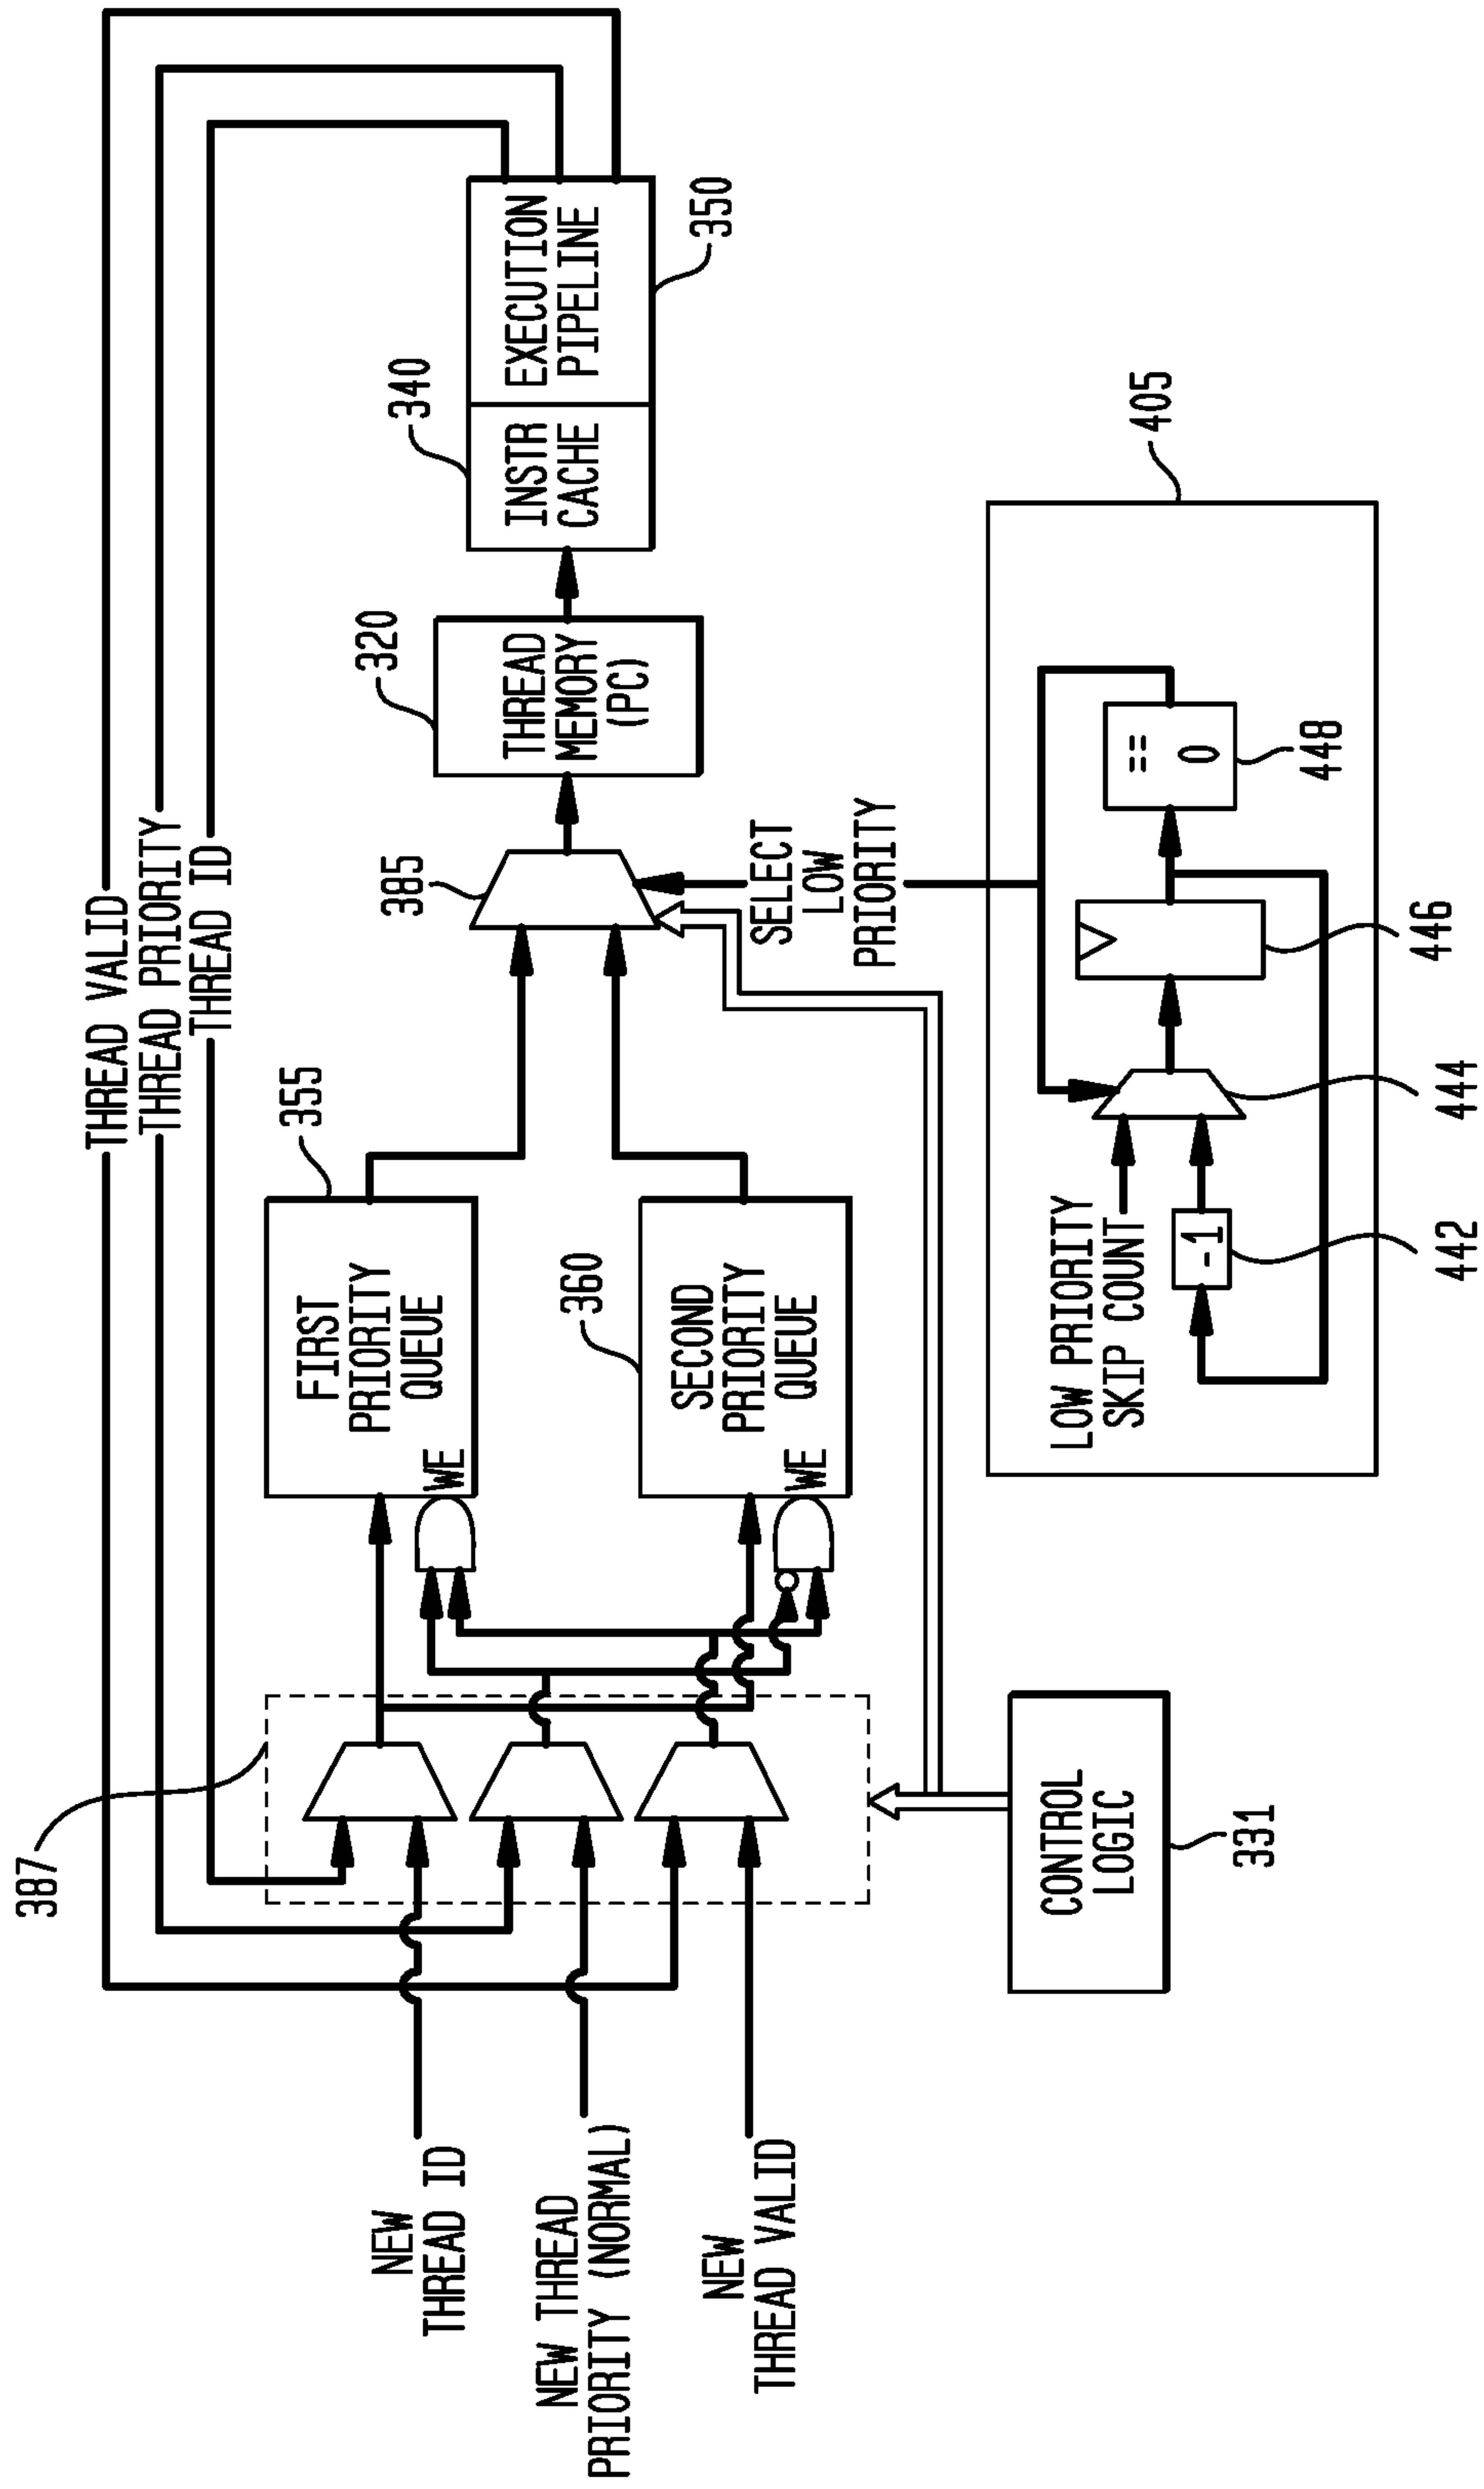 THREAD VALID
THREAD PRIORITY
THREAD ID
387
355
385
320
340
350
NEW
THREAD ID
NEW THREAD
PRIORITY (NORMAL)
NEW
THREAD VALID
FIRST
PRIORITY
QUEUE
WE
360
SECOND
PRIORITY
QUEUE
WE
THREAD
MEMORY
(PC)
INSTR
CACHE
EXECUTION
PIPELINE
SELECT
LOW
PRIORITY
CONTROL
LOGIC
331
405
LOW PRIORITY
SKIP COUNT
-1
==
0
442
444
446
448